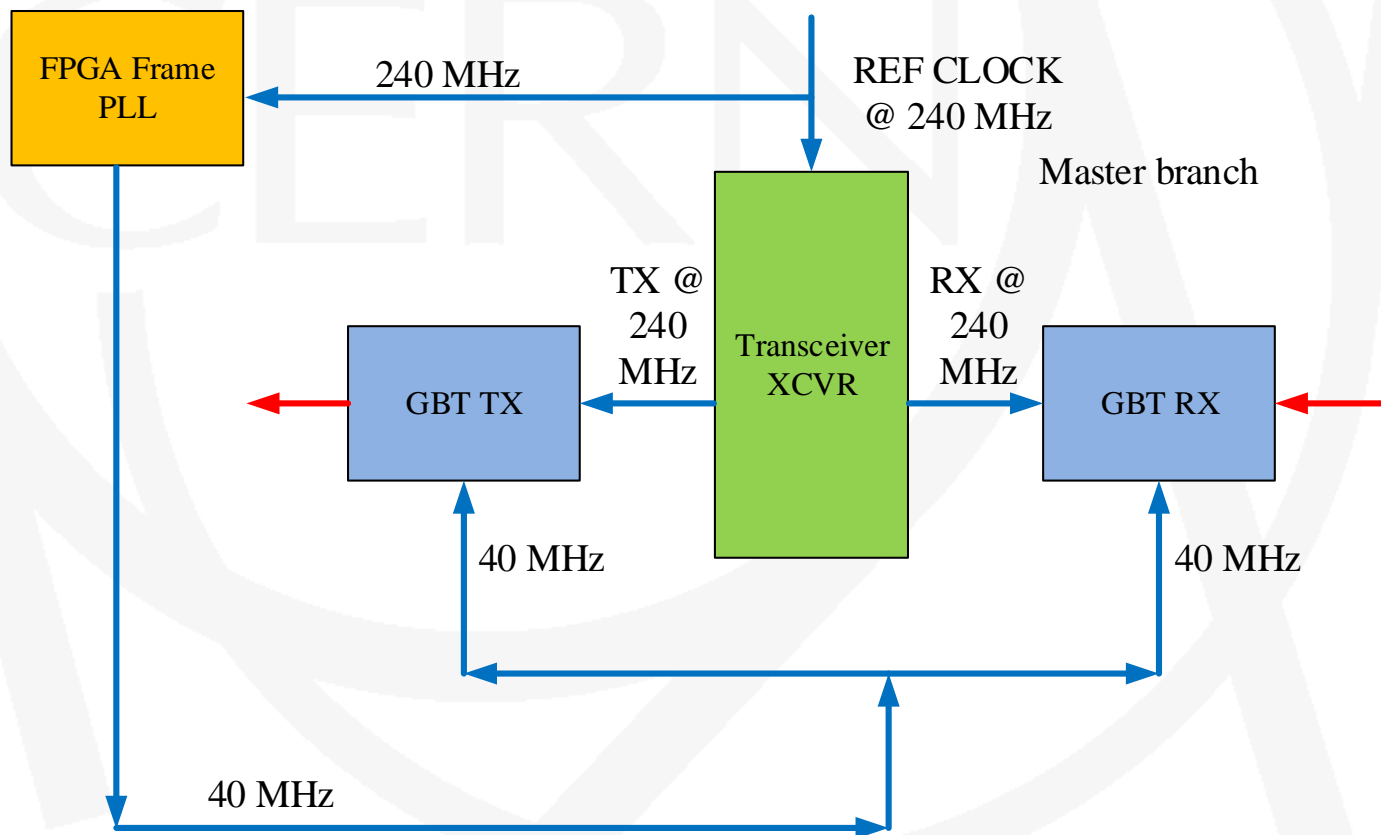 FPGA Frame
PLL
240 MHz
REF CLOCK
@ 240 MHz
Master branch
TX @
240
MHz
RX @
240
MHz
Transceiver
XCVR
GBT TX
GBT RX
40 MHz
40 MHz
40 MHz
CERN